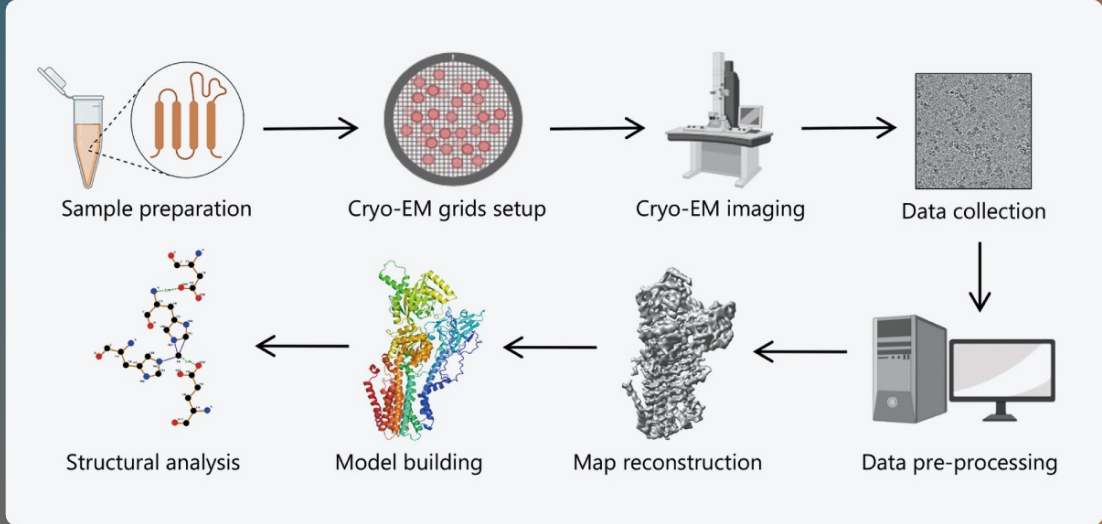 Sample preparation
Cryo-EM grids setup
Cryo-EM imaging
Data collection
Data pre-processing
Map reconstruction
Model building
Structural analysis